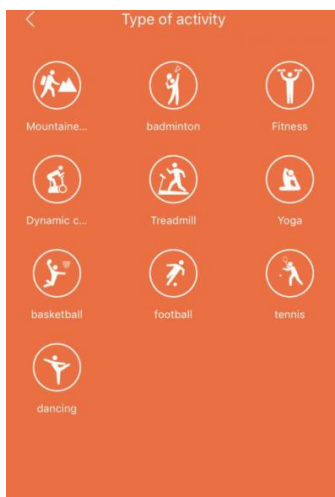 Type of activity
Mountaine...
badminton
Fitness
Dynamic c...
Treadmill
Yoga
basketball
football
tennis
dancing